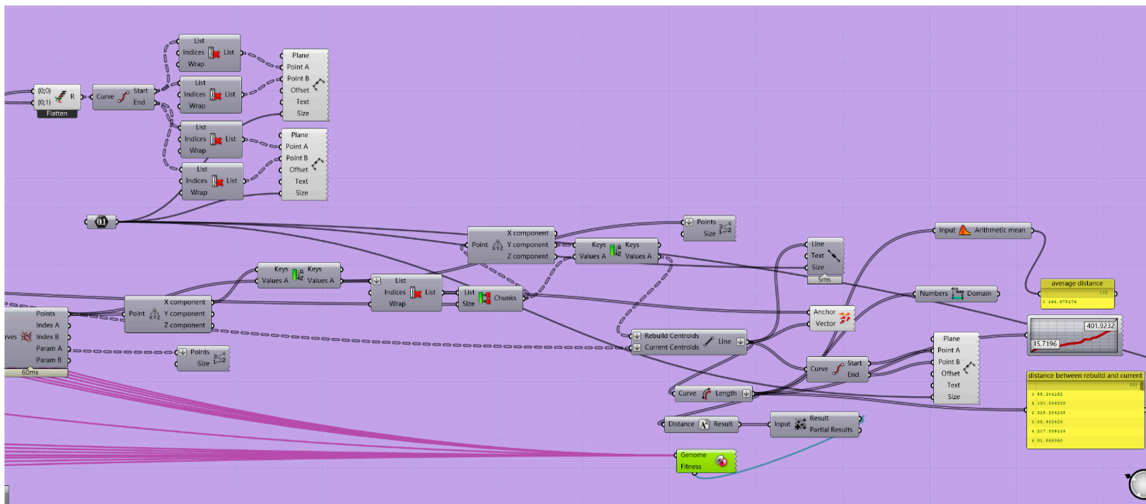 List
Indices
List
Wrap
List
Indices
List
Wrap
List
Indices
List
Wrap
List
Indices
List
Wrap
Plane
Point A
Point B
Offset
Text
Size
Plane
Point A
Point B
Offset
Text
Size
{0;0}
{0;1}
R
Flatten
Curve
Start
End
0.1
Keys
Values A
Keys
Values A
Point
X component
Y component
Z component
Points
Index A
Index B
Param A
Param B
60ms
Points
Size
List
Indices
Wrap
List
List
Size
Chunks
Point
X component
Y component
Z component
Keys
Values A
Keys
Values A
Points
Size
Rebuild Centroids
Current Centroids
Line
Line
Text
Size
5ms
Anchor
Vector
Curve
Start
End
Curve
Length
Distance
Result
Input
Result
Partial Results
Genome
Fitness
Input
Arithmetic mean
Numbers
Domain
Plane
Point A
Point B
Offset
Text
Size
average distance
401.9232
15.7196
distance between rebuild and current